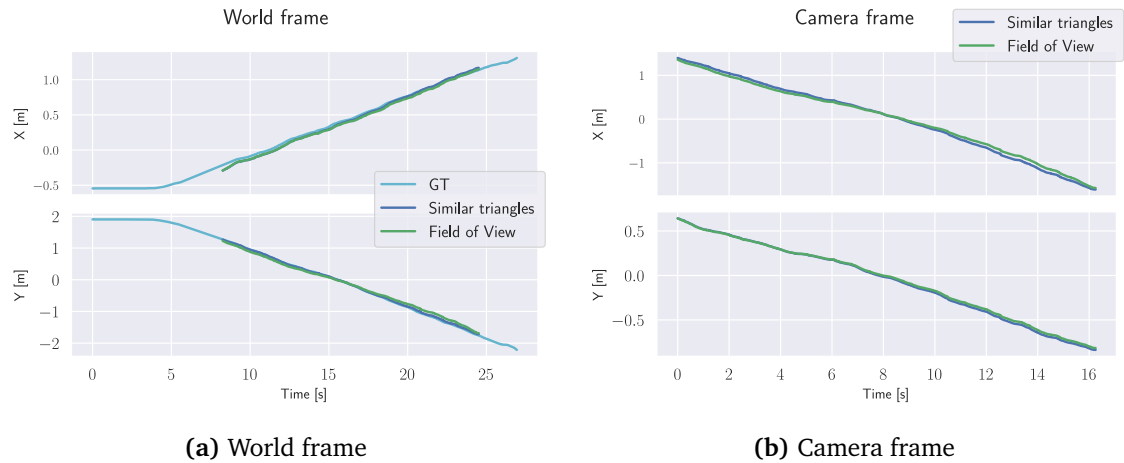 World frame
X [m]
1.0
0.5
0.0
−0.5
GT
Similar triangles
Field of View
Y [m]
2
1
0
−1
−2
0 5 10 15 20 25
Time [s]
(a) World frame
Camera frame
Similar triangles
Field of View
X [m]
1
0
−1
Y [m]
0.5
0.0
−0.5
0 2 4 6 8 10 12 14 16
Time [s]
(b) Camera frame